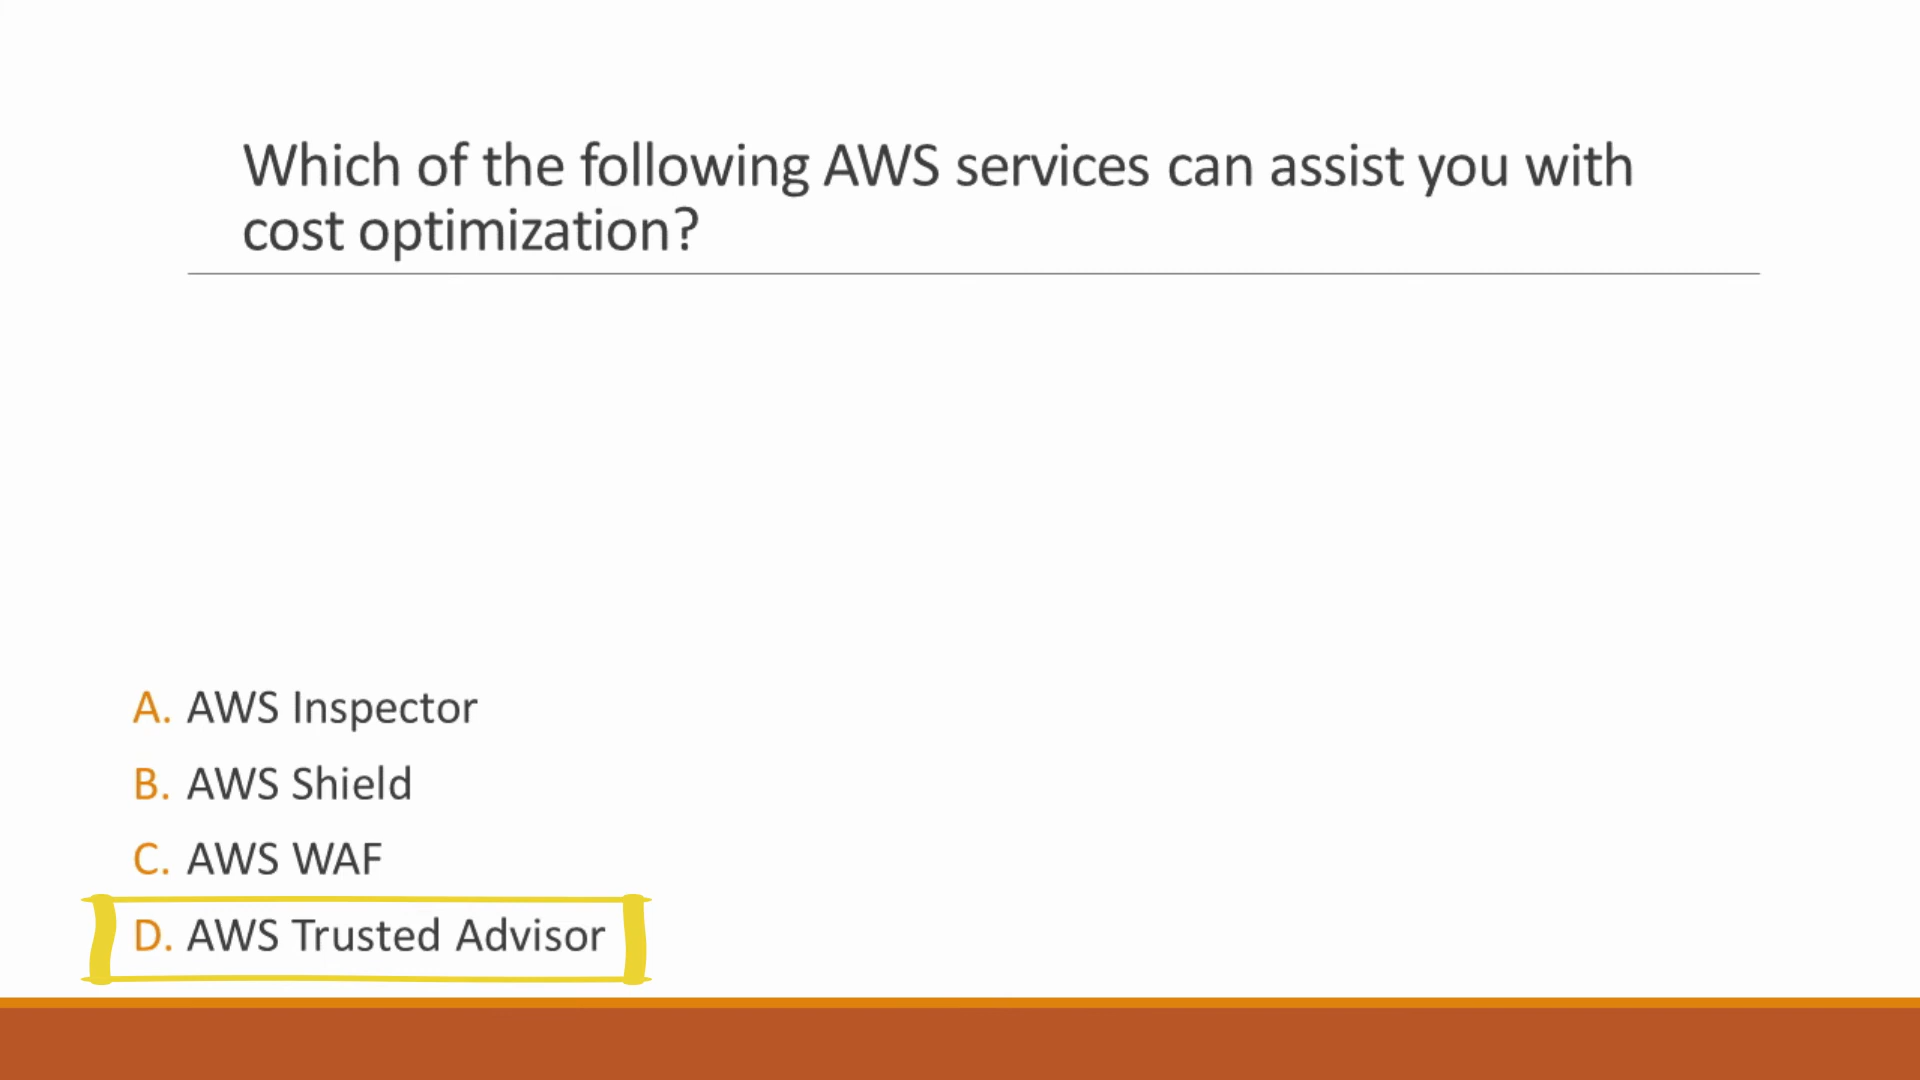 Which of the following AWS services can assist you with
cost optimization?
A. AWS Inspector
B. AWS Shield
C. AWS WAF
D. AWS Trusted Advisor